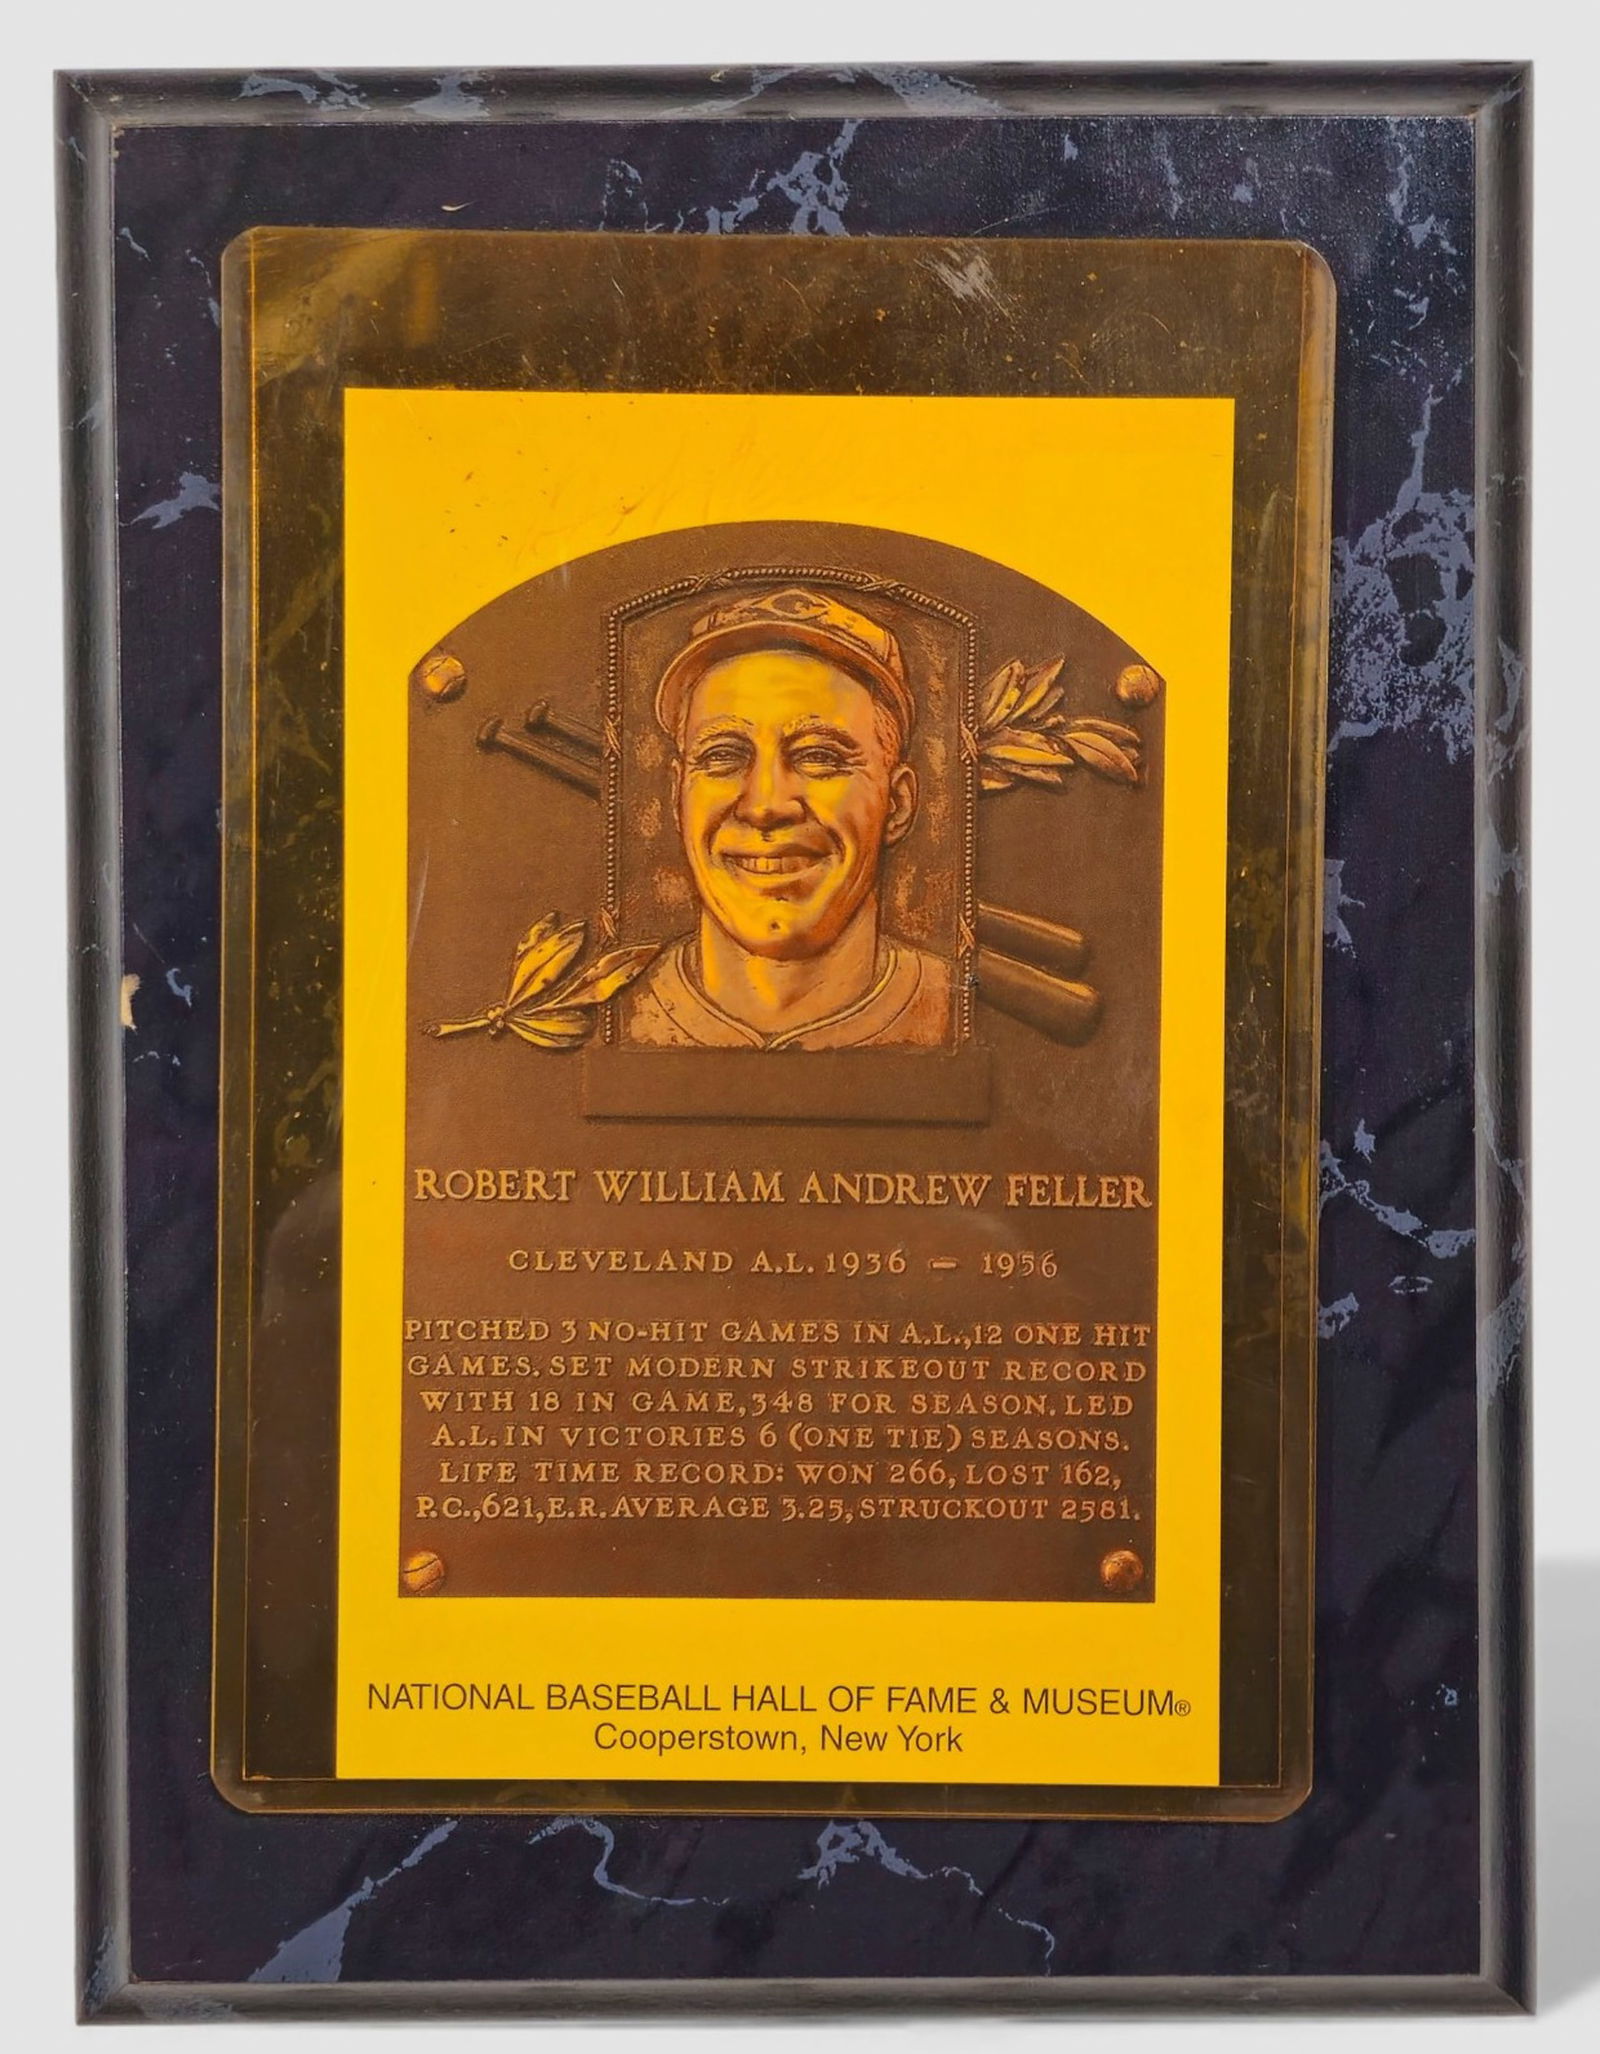 ROBERT WILLIAM ANDREW FELLER
CLEVELAND A.L. 1936 - 1956
PITCHED 3 NO-HIT GAMES IN A.L.,12 ONE HIT
GAMES. SET MODERN STRIKEOUT RECORD
WITH 18 IN GAME,348 FOR SEASON. LED
A.L. IN VICTORIES 6 (ONE TIE) SEASONS.
LIFE TIME RECORD: WON 266, LOST 162,
P.C.,621,E.R. AVERAGE 3.25, STRUCKOUT 2581.
NATIONAL BASEBALL HALL OF FAME & MUSEUM®
Cooperstown, New York